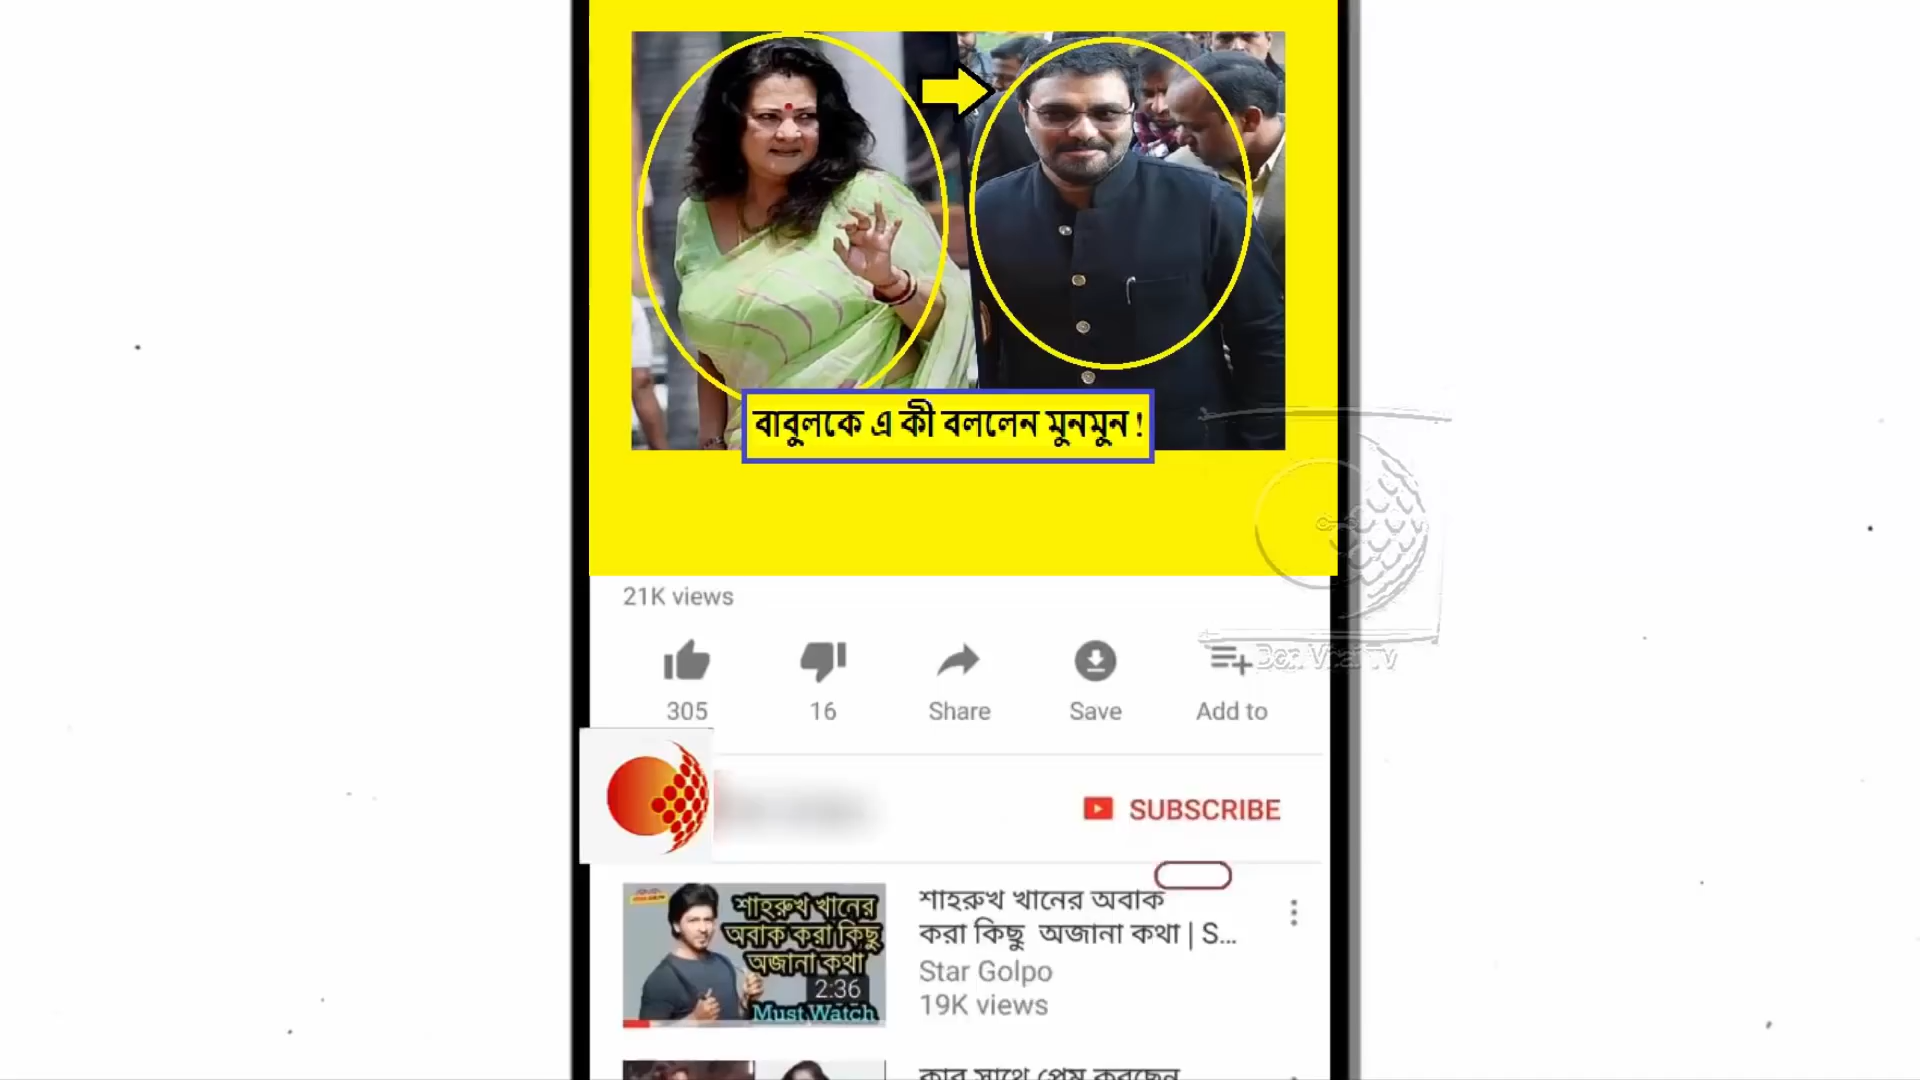 বাবুলকে এ কী বললেন মুনমুন !
21K views
305
16
Share
Save
Add to
SUBSCRIBE
শাহরুখ খানের
অবাক করা কিছু
অজানা কথা
2:36
Must Watch
শাহরুখ খানের অবাক
করা কিছু অজানা কথা | S...
Star Golpo
19K views
কার সাথে প্রেম করছেন